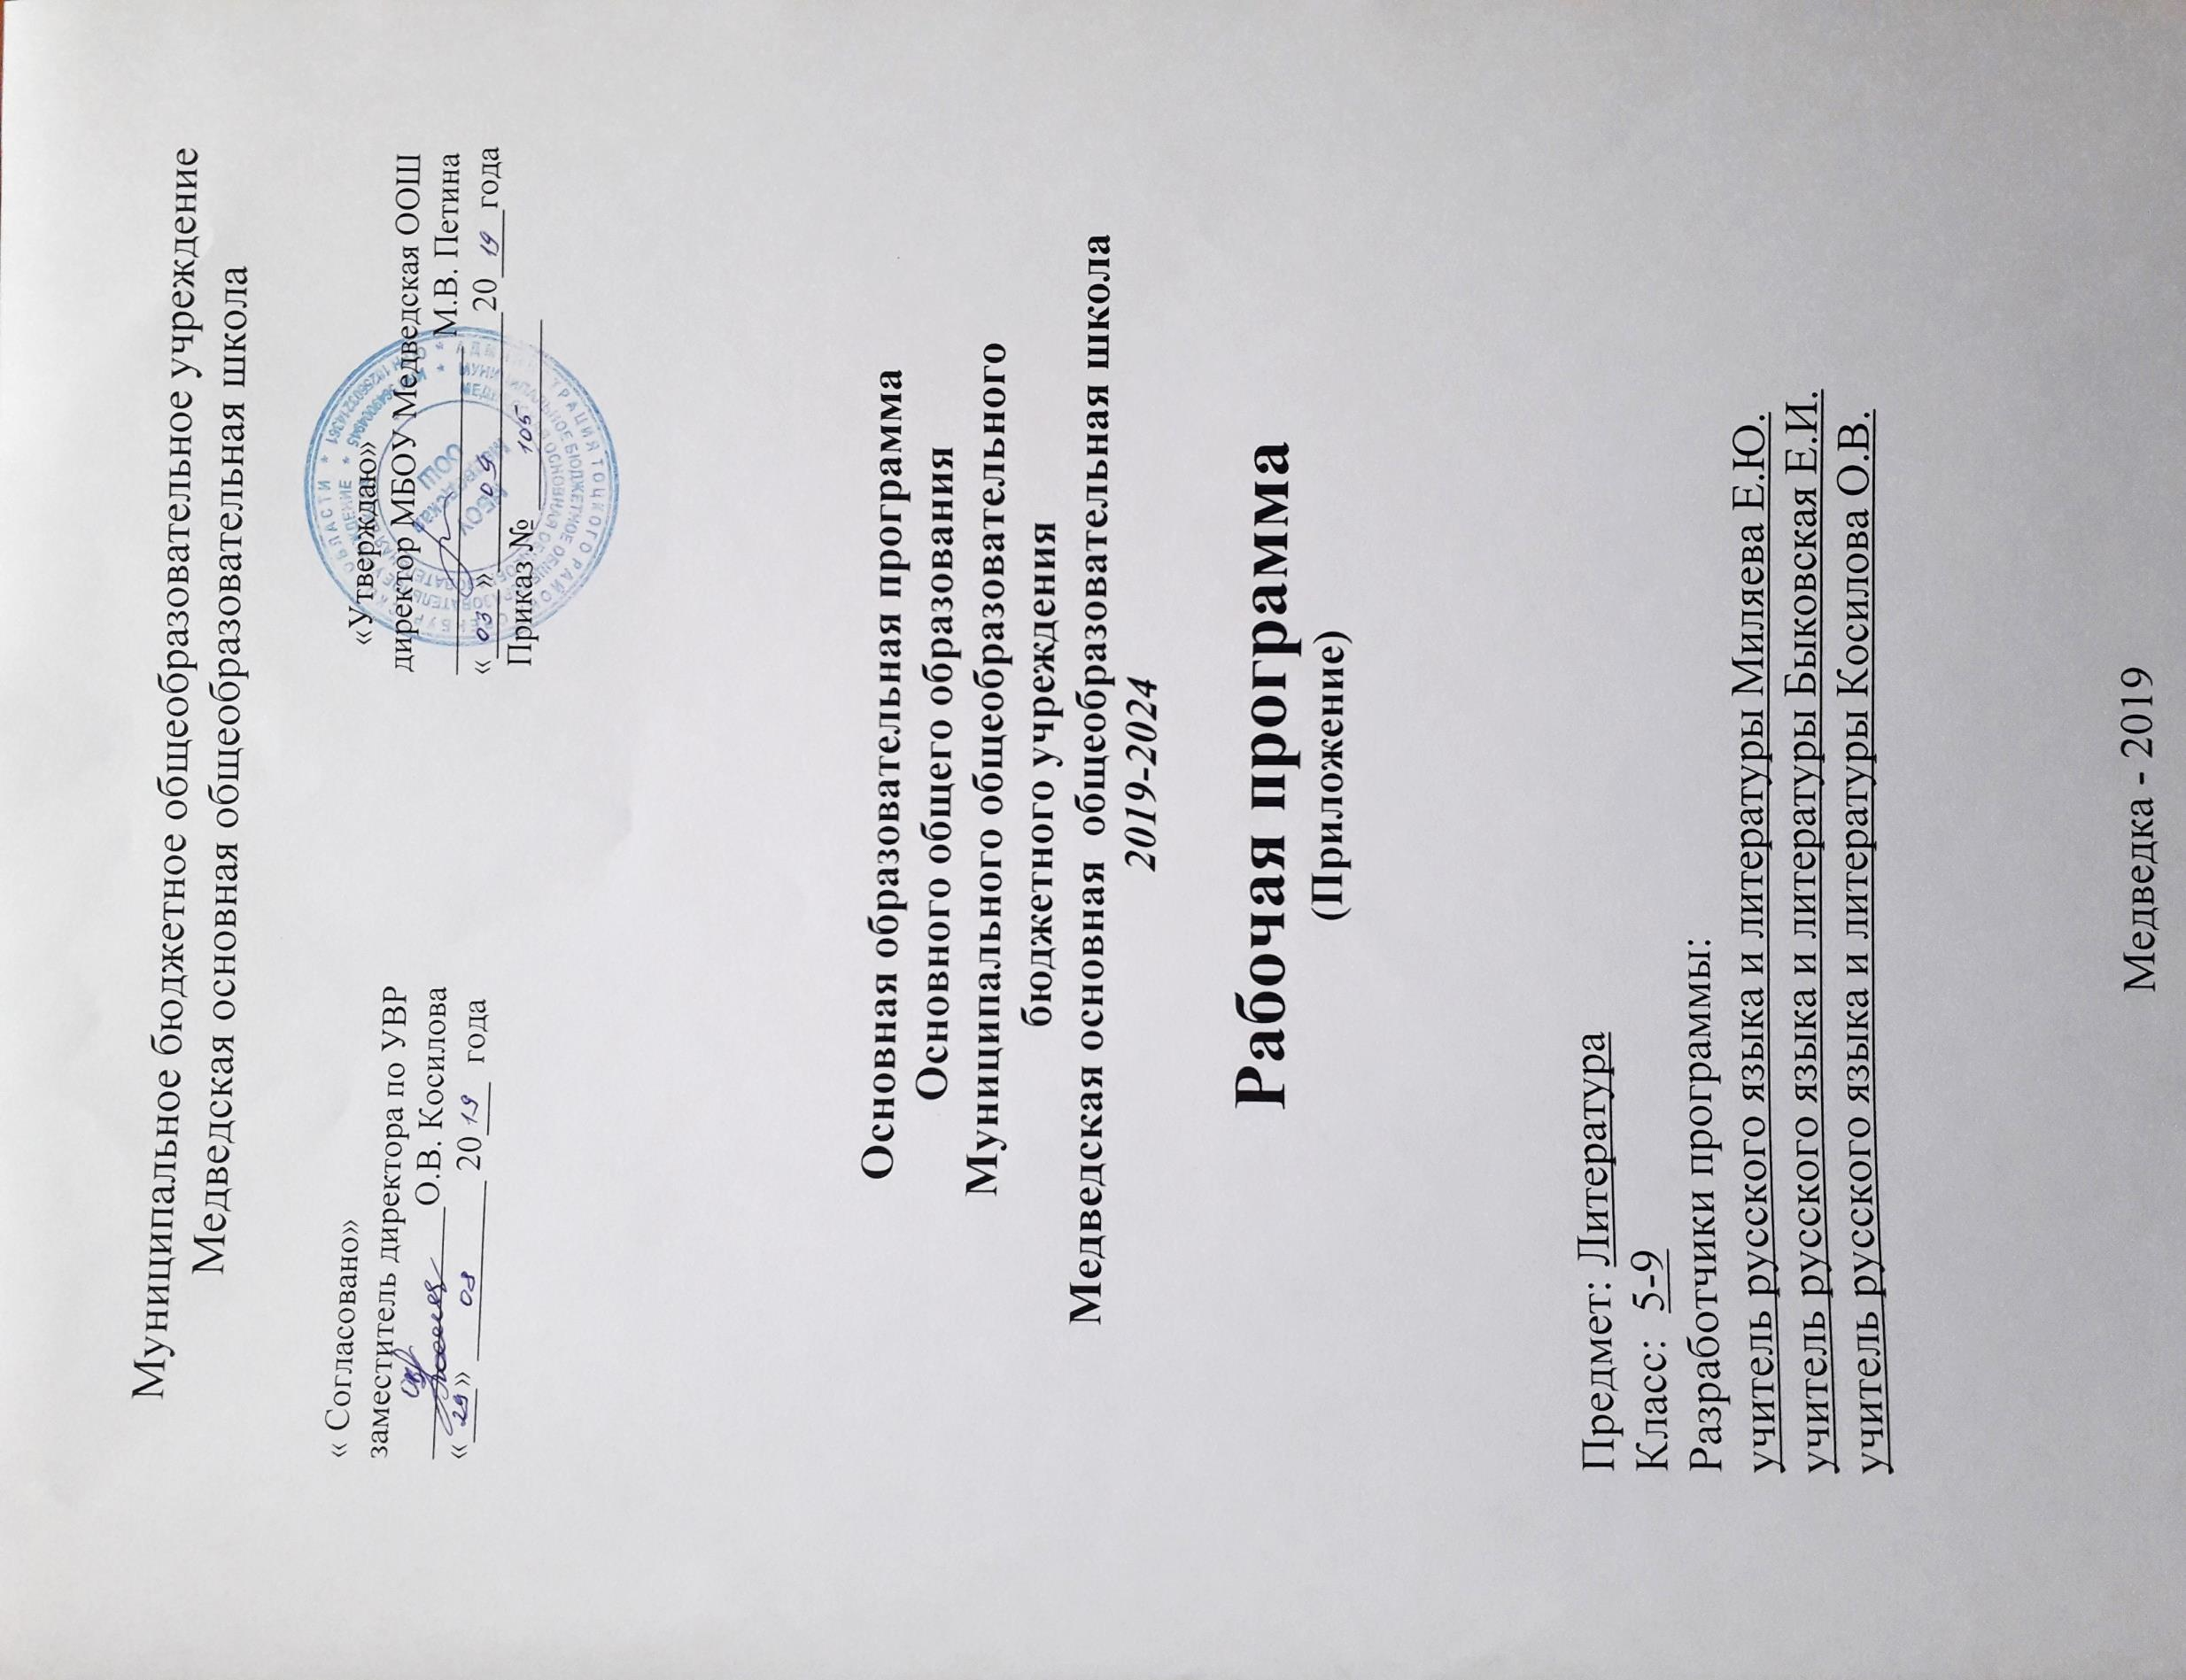 Муниципальное бюджетное общеобразовательное учреждение
Медведская основная общеобразовательная школа
« Согласовано»
заместитель директора по УВР
О.В. Косилова
« 29 » 08 2019 года
«Утверждаю»
директор МБОУ Медведская ООШ
М.В. Петина
« 03 » 09 2019 года
Приказ № 105
Основная образовательная программа
Основного общего образования
Муниципального общеобразовательного
бюджетного учреждения
Медведская основная общеобразовательная школа
2019-2024
Рабочая программа
(Приложение)
Предмет: Литература
Класс: 5-9
Разработчики программы:
учитель русского языка и литературы Миляева Е.Ю.
учитель русского языка и литературы Быковская Е.И.
учитель русского языка и литературы Косилова О.В.
Медведка - 2019